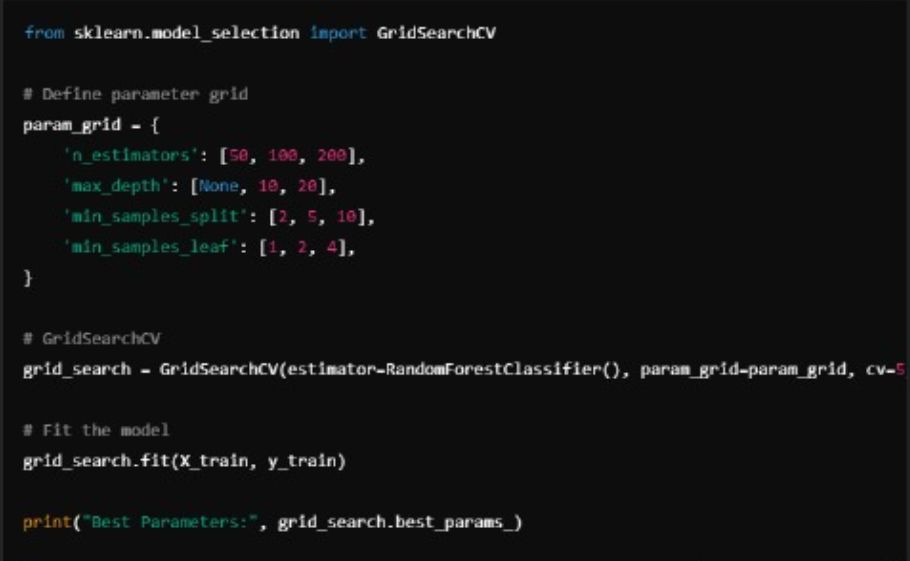 from sklearn.model_selection import GridSearchCV
# Define parameter grid
param_grid = {
    'n_estimators': [50, 100, 200],
    'max_depth': [None, 10, 20],
    'min_samples_split': [2, 5, 10],
    'min_samples_leaf': [1, 2, 4],
}
# GridSearchCV
grid_search = GridSearchCV(estimator=RandomForestClassifier(), param_grid=param_grid, cv=5
# Fit the model
grid_search.fit(X_train, y_train)
print("Best Parameters:", grid_search.best_params_)